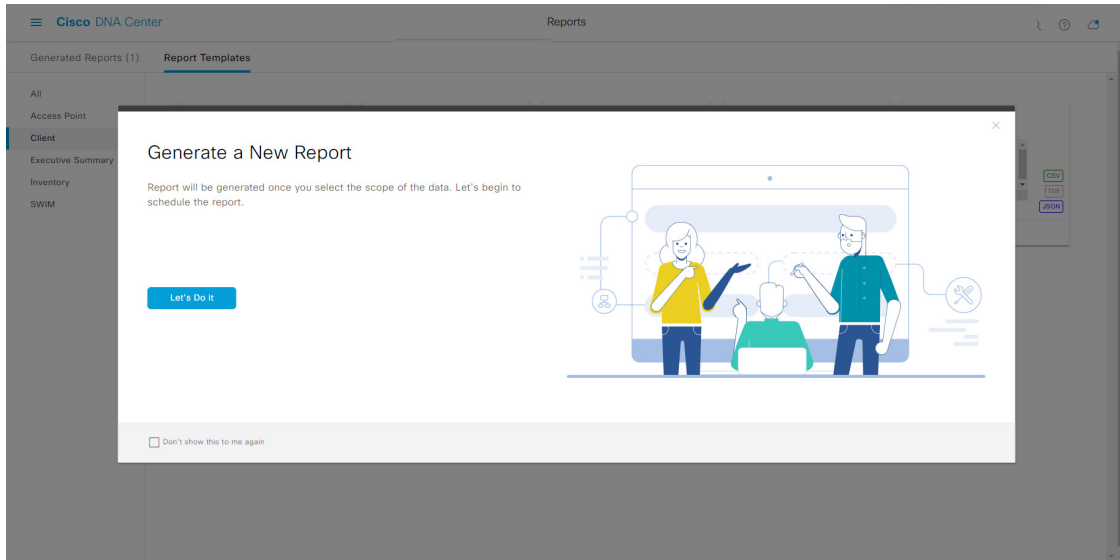 Cisco DNA Center
Reports
Generated Reports (1)
Report Templates
All
Access Point
Client
Executive Summary
Inventory
SWIM
Generate a New Report
Report will be generated once you select the scope of the data. Let's begin to
schedule the report.
Let's Do it
Don't show this to me again
CSV
TDE
JSON